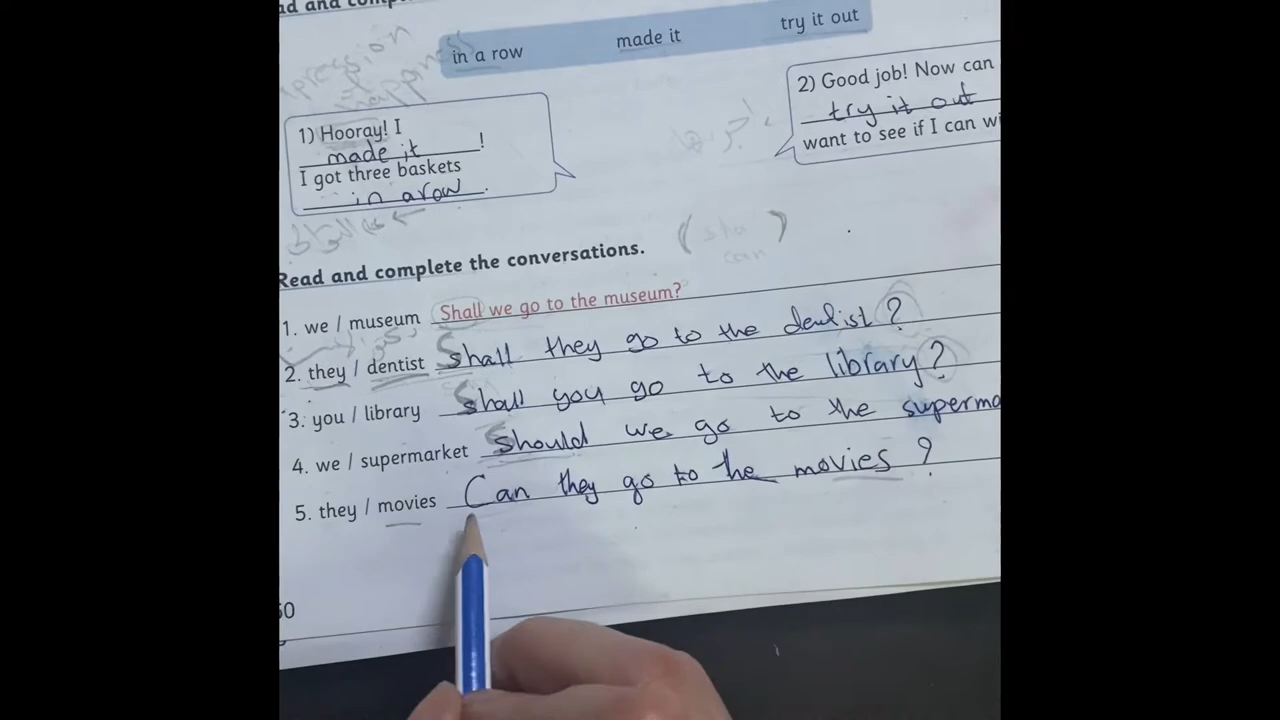 in a row made it try it out
1) Hooray! I
made it !
I got three baskets
in a row.
2) Good job! Now can
try it out
want to see if I can
(sha
can)
Read and complete the conversations.
1. we / museum Shall we go to the museum?
2. they / dentist Shall they go to the dentist?
3. you / library Shall you go to the library?
4. we / supermarket Should we go to the superma
5. they / movies Can they go to the movies?